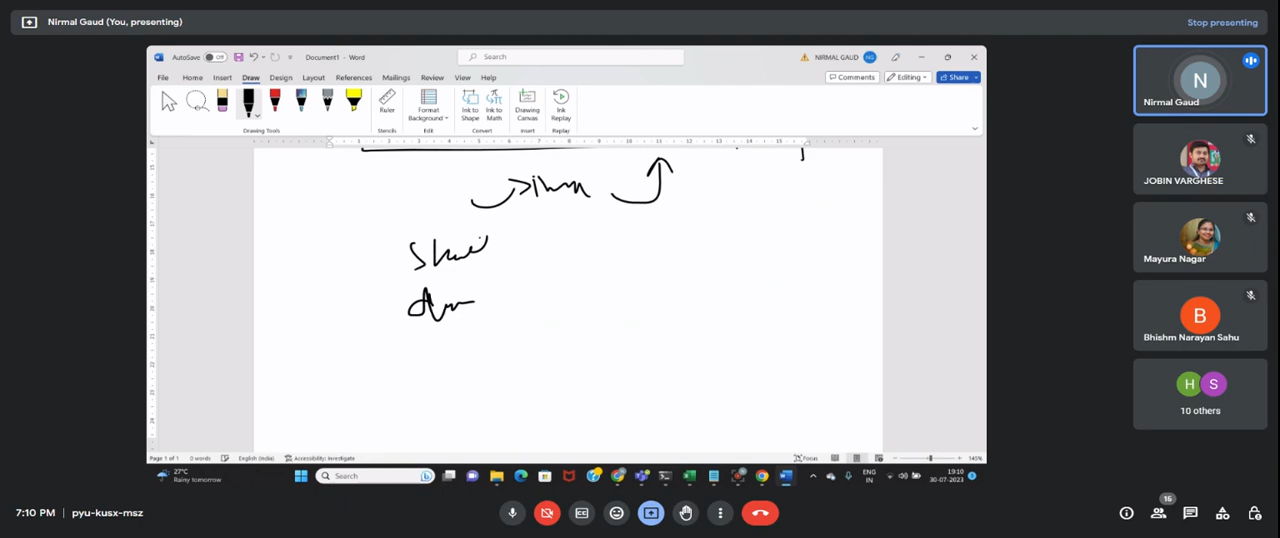 Nirmal Gaud (You, presenting)
Stop presenting
AutoSave Off Document1 - Word
Search
NIRMAL GAUD NG
File Home Insert Draw Design Layout References Mailings Review View Help
Comments Editing Share
Ruler
Format Background
Ink to Shape
Ink to Math
Drawing Canvas
Ink Replay
Drawing Tools
Stencils
Edit
Convert
Insert
Replay
Page 1 of 1 0 words English (India) Accessibility: Investigate
Focus
145%
27°C
Rainy tomorrow
Search
ENG
IN
19:10
30-07-2023
N
Nirmal Gaud
JOBIN VARGHESE
Mayura Nagar
B
Bhishm Narayan Sahu
H S
10 others
7:10 PM | pyu-kusx-msz
16